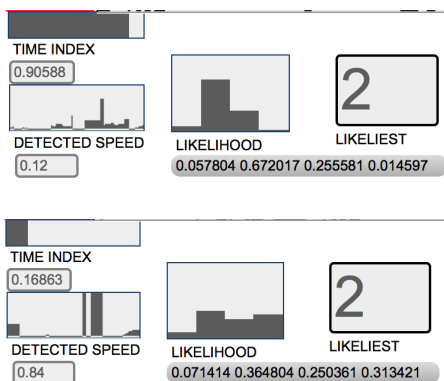 TIME INDEX
0.90588
DETECTED SPEED
0.12
LIKELIHOOD
0.057804 0.672017 0.255581 0.014597
2
LIKELIEST
TIME INDEX
0.16863
DETECTED SPEED
0.84
LIKELIHOOD
0.071414 0.364804 0.250361 0.313421
2
LIKELIEST